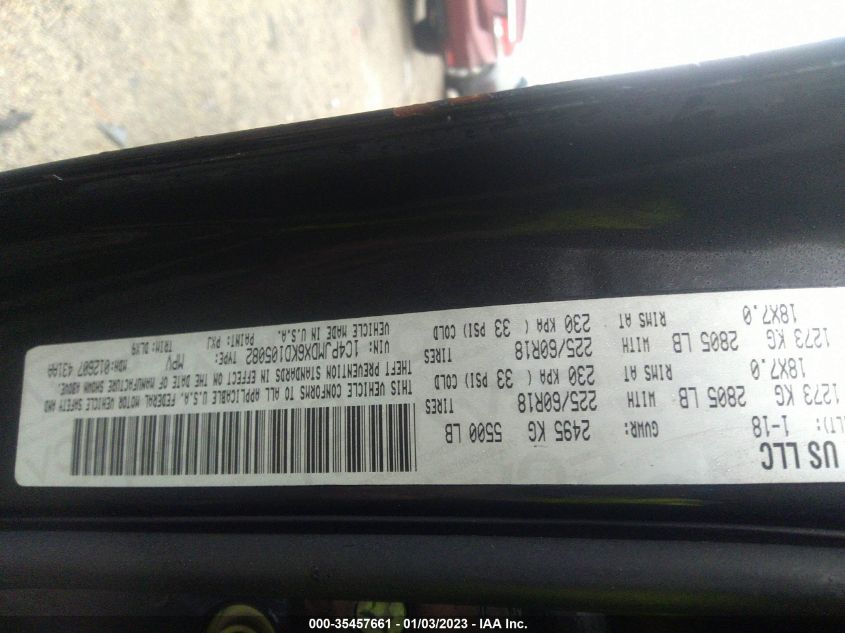 US LLC
LT): 1-18 GVWR: 2495 KG 5500 LB
1273 KG 2805 LB WITH 225/60R18 TIRES
18X7.0 RIMS AT 230 KPA ( 33 PSI) COLD
1273 KG 2805 LB WITH 225/60R18 TIRES
18X7.0 RIMS AT 230 KPA ( 33 PSI) COLD
THIS VEHICLE CONFORMS TO ALL APPLICABLE U.S.A. FEDERAL MOTOR VEHICLE SAFETY AND
THEFT PREVENTION STANDARDS IN EFFECT ON THE DATE OF MANUFACTURE SHOWN ABOVE.
VIN: 1C4PJMDX6KD105082 TYPE: MPV MDH:012607 431AA
VEHICLE MADE IN U.S.A. PAINT: PXJ TRIM: DLX9
000-35457661 - 01/03/2023 - IAA Inc.